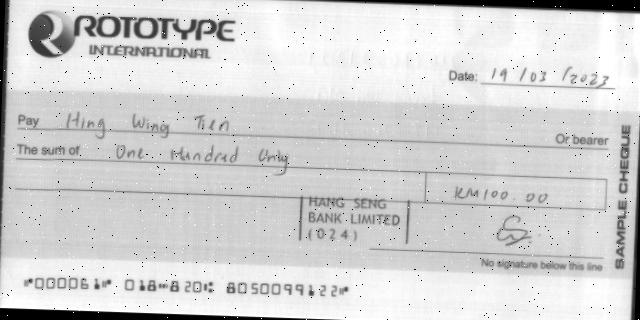 ROTOTYPE
INTERNATIONAL
Date: 19/03/2023
Pay Hing Wing Tien
Or bearer
The sum of One Hundred Only
RM100.00
HANG SENG
BANK LIMITED
(024)
No signature below this line
SAMPLE CHEQUE
⑈000061⑈ 018⑉820⑆ 8050099122⑈